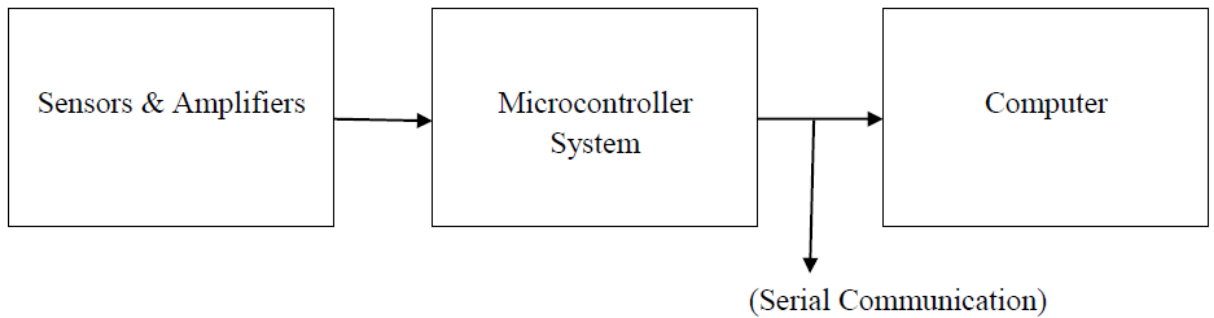 Sensors & Amplifiers
Microcontroller
System
Computer
(Serial Communication)